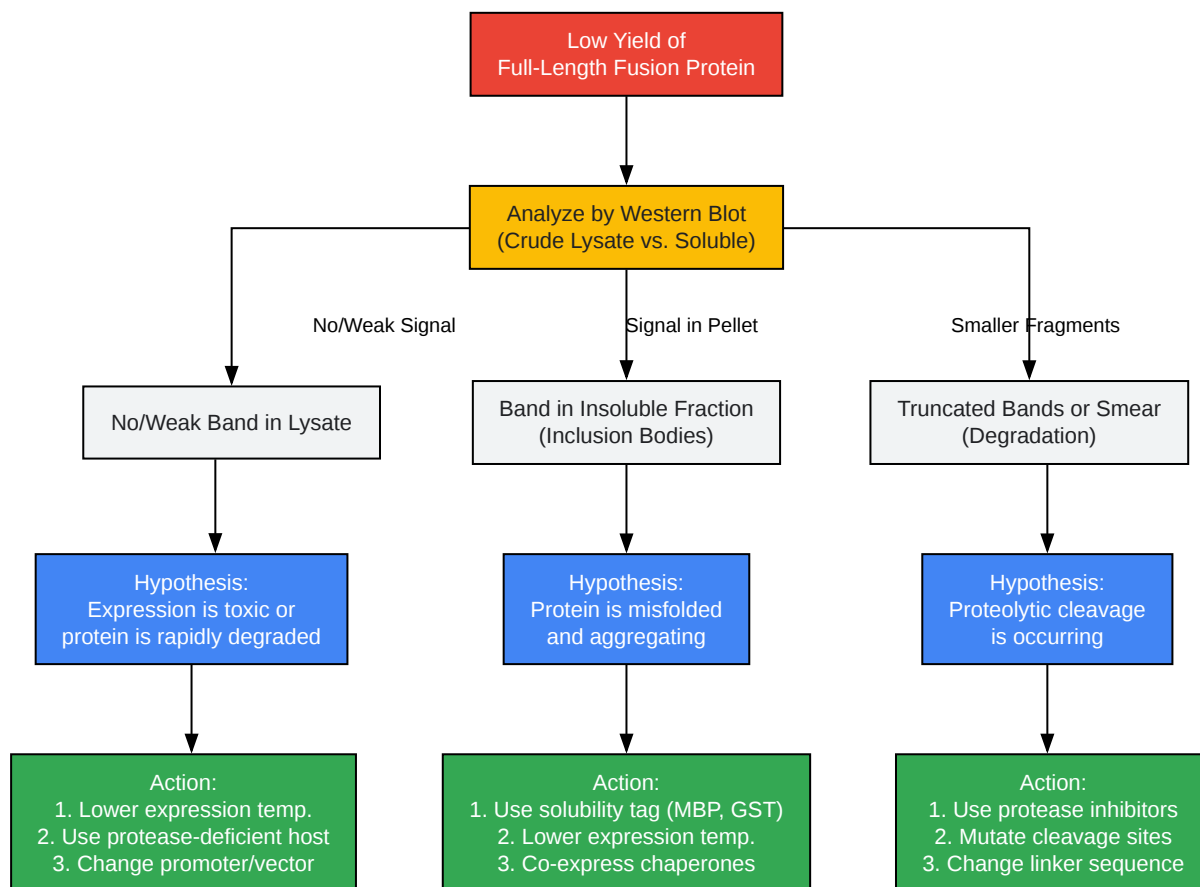 Low Yield of
Full-Length Fusion Protein
Analyze by Western Blot
(Crude Lysate vs. Soluble)
No/Weak Signal
Signal in Pellet
Smaller Fragments
No/Weak Band in Lysate
Band in Insoluble Fraction
(Inclusion Bodies)
Truncated Bands or Smear
(Degradation)
Hypothesis:
Expression is toxic or
protein is rapidly degraded
Hypothesis:
Protein is misfolded
and aggregating
Hypothesis:
Proteolytic cleavage
is occurring
Action:
1. Lower expression temp.
2. Use protease-deficient host
3. Change promoter/vector
Action:
1. Use solubility tag (MBP, GST)
2. Lower expression temp.
3. Co-express chaperones
Action:
1. Use protease inhibitors
2. Mutate cleavage sites
3. Change linker sequence